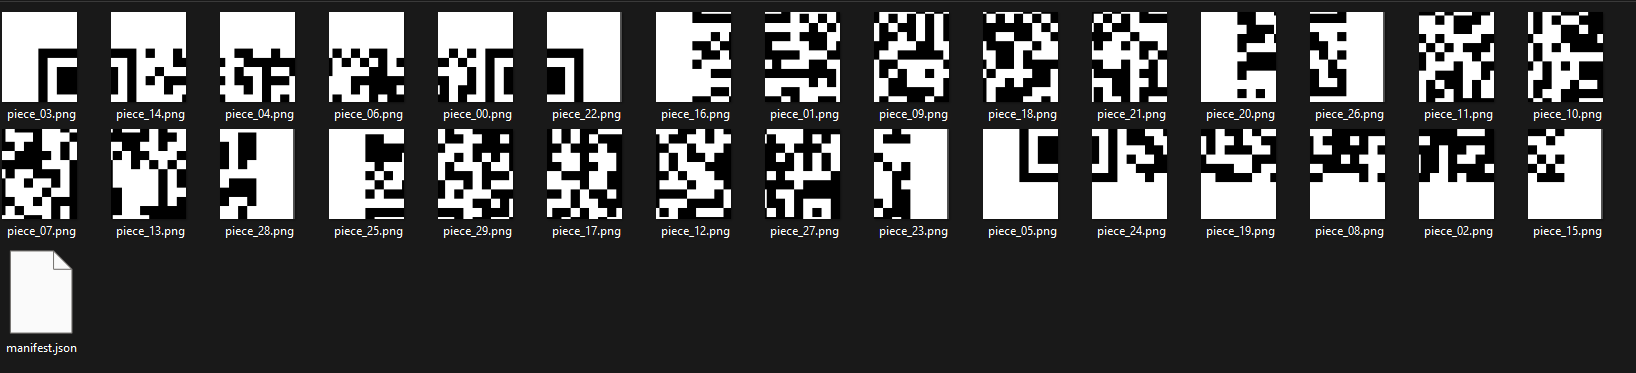 piece_03.png piece_14.png piece_04.png piece_06.png piece_00.png piece_22.png piece_16.png piece_01.png piece_09.png piece_18.png piece_21.png piece_20.png piece_26.png piece_11.png piece_10.png
piece_07.png piece_13.png piece_28.png piece_25.png piece_29.png piece_17.png piece_12.png piece_27.png piece_23.png piece_05.png piece_24.png piece_19.png piece_08.png piece_02.png piece_15.png
manifest.json